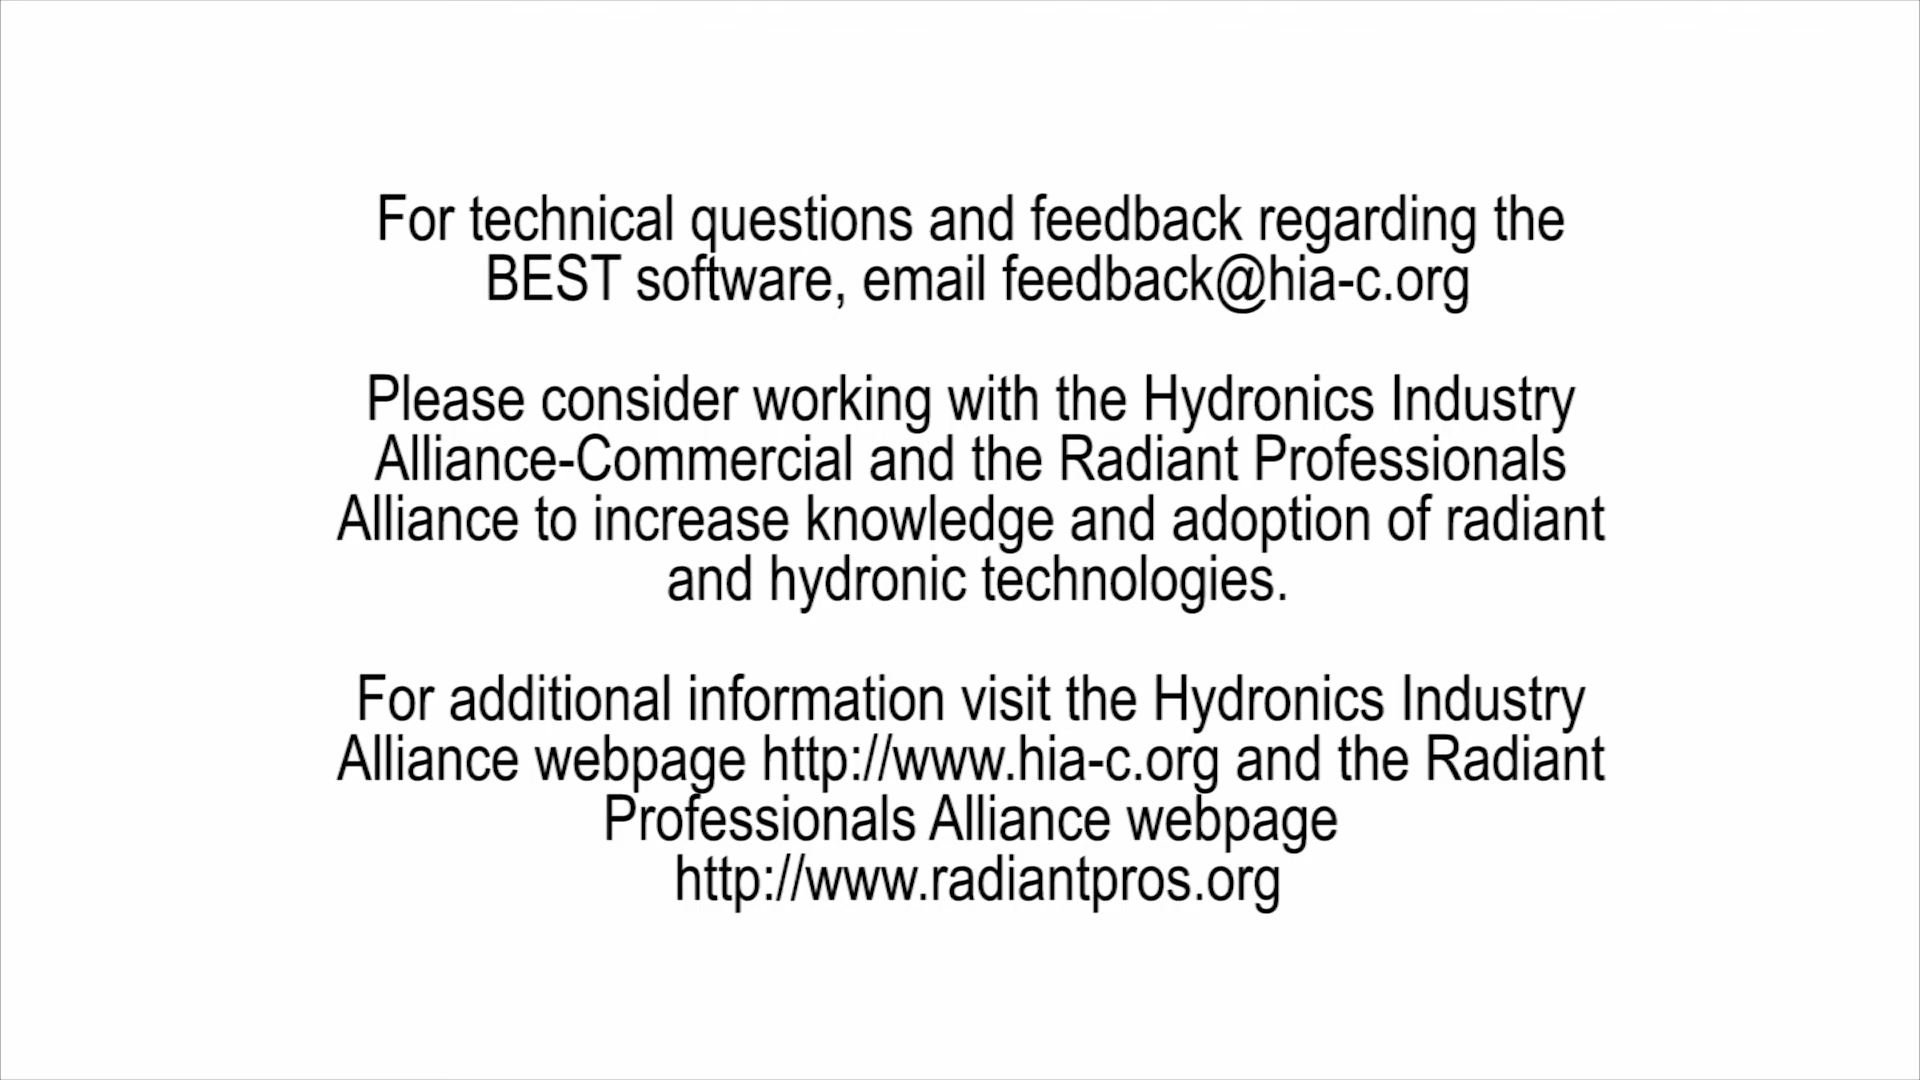 For technical questions and feedback regarding the
BEST software, email feedback@hia-c.org
Please consider working with the Hydronics Industry
Alliance-Commercial and the Radiant Professionals
Alliance to increase knowledge and adoption of radiant
and hydronic technologies.
For additional information visit the Hydronics Industry
Alliance webpage http://www.hia-c.org and the Radiant
Professionals Alliance webpage
http://www.radiantpros.org